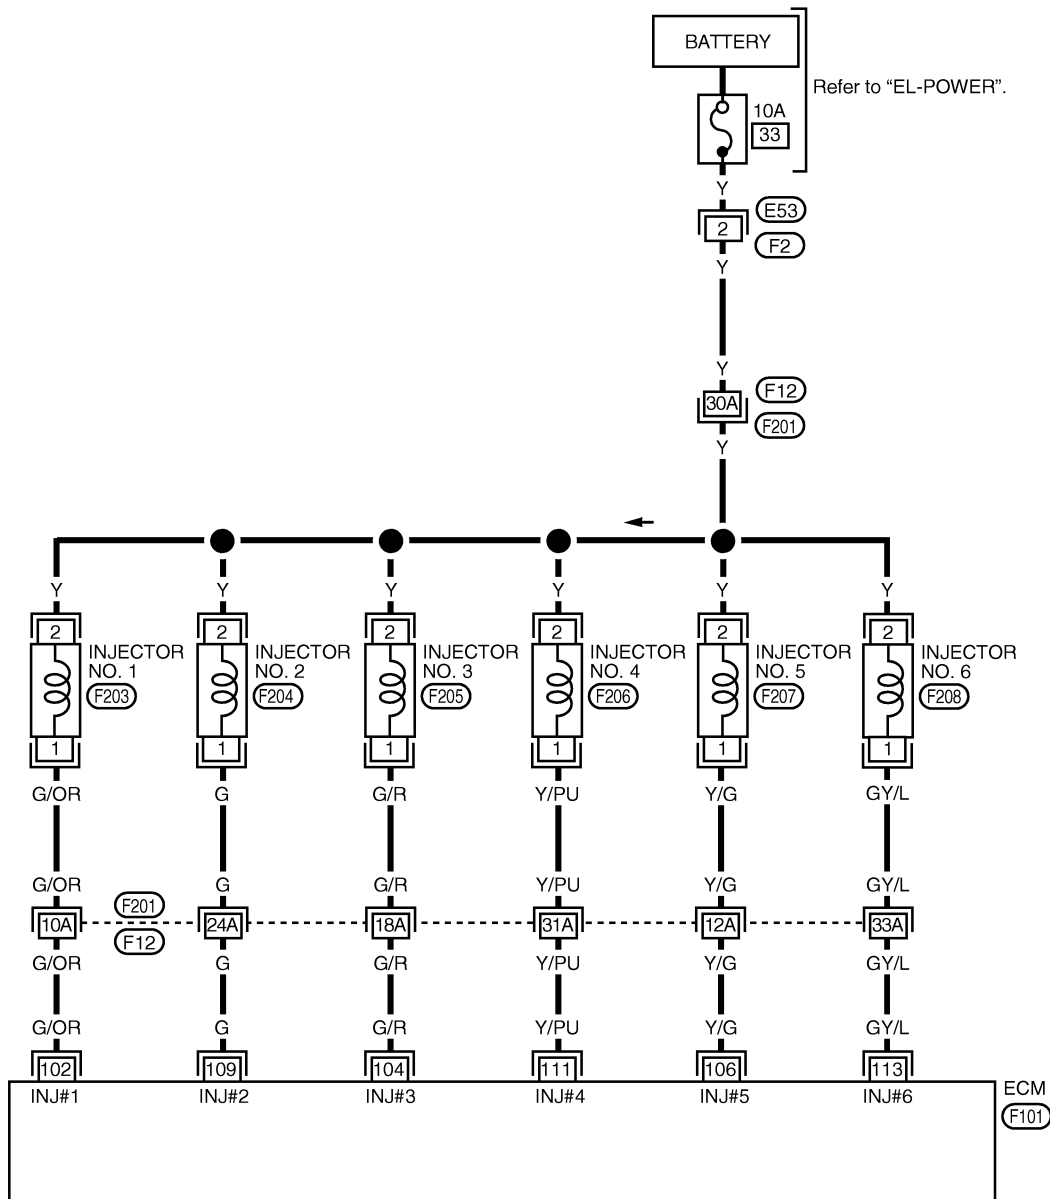 BATTERY
Refer to “EL-POWER”.
10A
33
Y
E53
2
F2
Y
Y
F12
30A
F201
Y
Y Y Y Y Y Y
2 2 2 2 2 2
INJECTOR NO. 1 F203
INJECTOR NO. 2 F204
INJECTOR NO. 3 F205
INJECTOR NO. 4 F206
INJECTOR NO. 5 F207
INJECTOR NO. 6 F208
1 1 1 1 1 1
G/OR G G/R Y/PU Y/G GY/L
G/OR G G/R Y/PU Y/G GY/L
F201
10A 24A 18A 31A 12A 33A
F12
G/OR G G/R Y/PU Y/G GY/L
G/OR G G/R Y/PU Y/G GY/L
102 109 104 111 106 113
INJ#1 INJ#2 INJ#3 INJ#4 INJ#5 INJ#6
ECM
F101